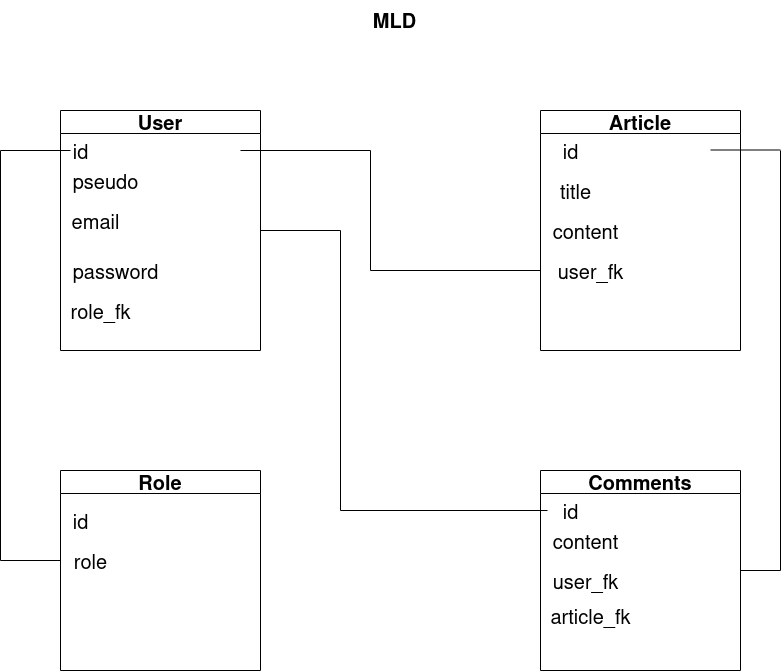 MLD
User
id
pseudo
email
password
role_fk
Article
id
title
content
user_fk
Role
id
role
Comments
id
content
user_fk
article_fk